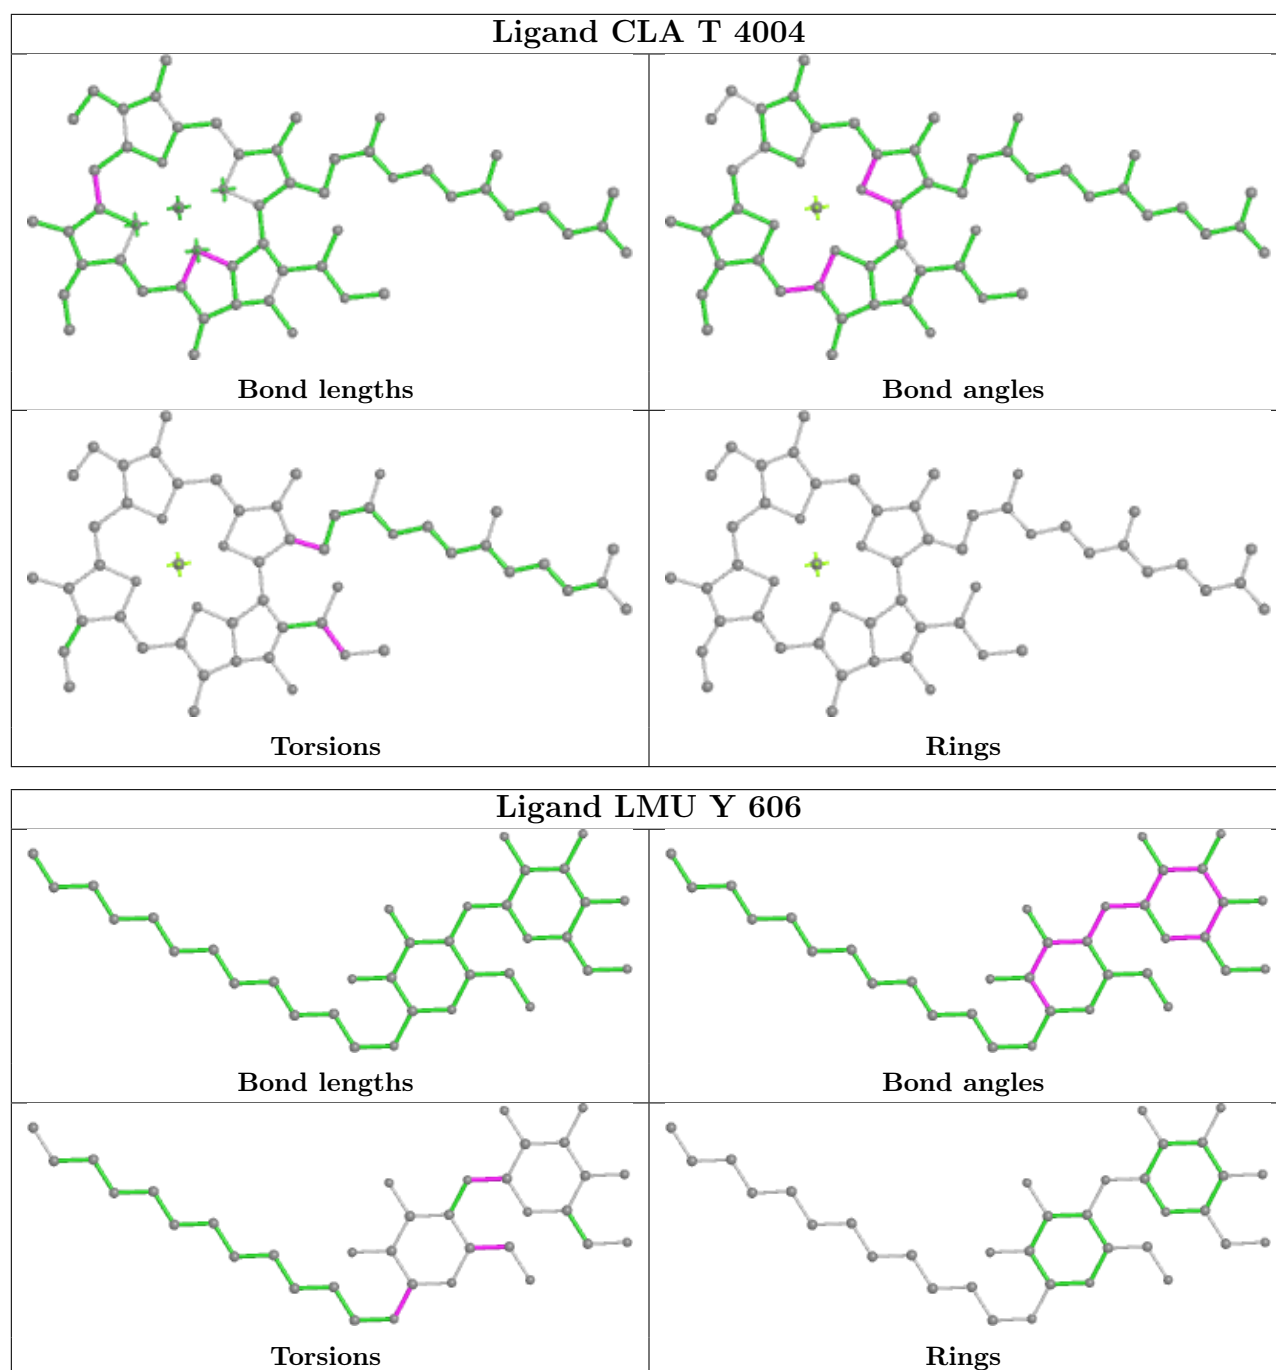 Ligand CLA T 4004
Bond lengths
Bond angles
Torsions
Rings
Ligand LMU Y 606
Bond lengths
Bond angles
Torsions
Rings